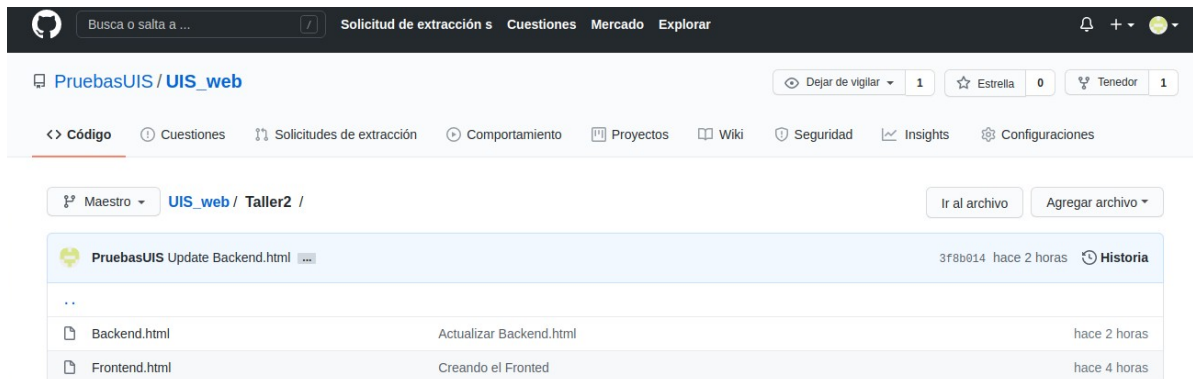 Busca o salta a ... / Solicitud de extracción s Cuestiones Mercado Explorar
PruebasUIS / UIS_web Dejar de vigilar 1 Estrella 0 Tenedor 1
<> Código Cuestiones Solicitudes de extracción Comportamiento Proyectos Wiki Seguridad Insights Configuraciones
Maestro UIS_web / Taller2 / Ir al archivo Agregar archivo
PruebasUIS Update Backend.html ... 3f8b014 hace 2 horas Historia
..
Backend.html Actualizar Backend.html hace 2 horas
Frontend.html Creando el Fronted hace 4 horas